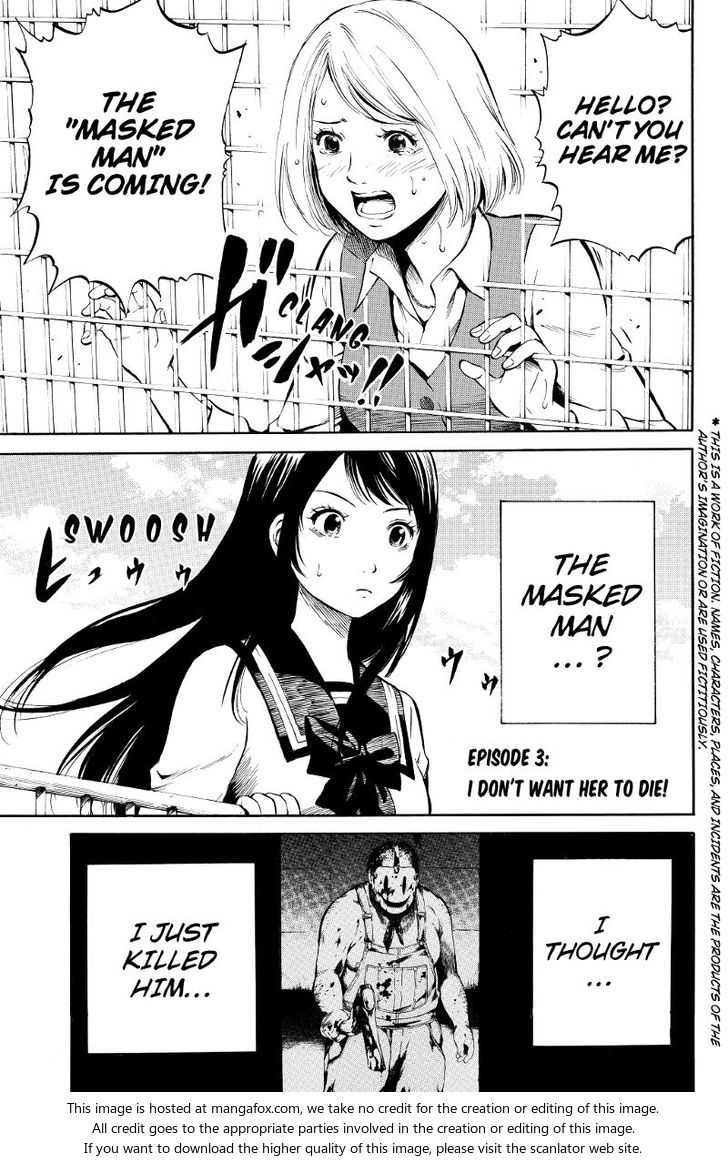 HELLO?
CAN'T YOU
HEAR ME?
THE
"MASKED
MAN"
IS COMING!
CLANG
ガシャッ!!
THE
MASKED
MAN
...?
SWOOSH
ヒュゥゥ
ゥゥ
EPISODE 3:
I DON'T WANT HER TO DIE!
I
THOUGHT
...
I JUST
KILLED
HIM...
* THIS IS A WORK OF FICTION. NAMES, CHARACTERS, PLACES, AND INCIDENTS ARE THE PRODUCTS OF THE
AUTHOR'S IMAGINATION OR ARE USED FICTITIOUSLY.
This image is hosted at mangafox.com, we take no credit for the creation or editing of this image.
All credit goes to the appropriate parties involved in the creation or editing of this image.
If you want to download the higher quality of this image, please visit the scanlator web site.